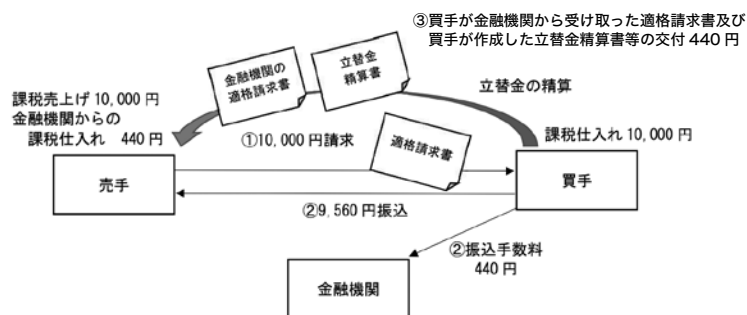 ③買手が金融機関から受け取った適格請求書及び
買手が作成した立替金精算書等の交付 440 円
金融機関の
適格請求書
立替金
精算書
立替金の精算
課税売上げ 10,000 円
金融機関からの
課税仕入れ 440 円
①10,000 円請求
適格請求書
課税仕入れ 10,000 円
売手
買手
②9,560 円振込
②振込手数料
440 円
金融機関